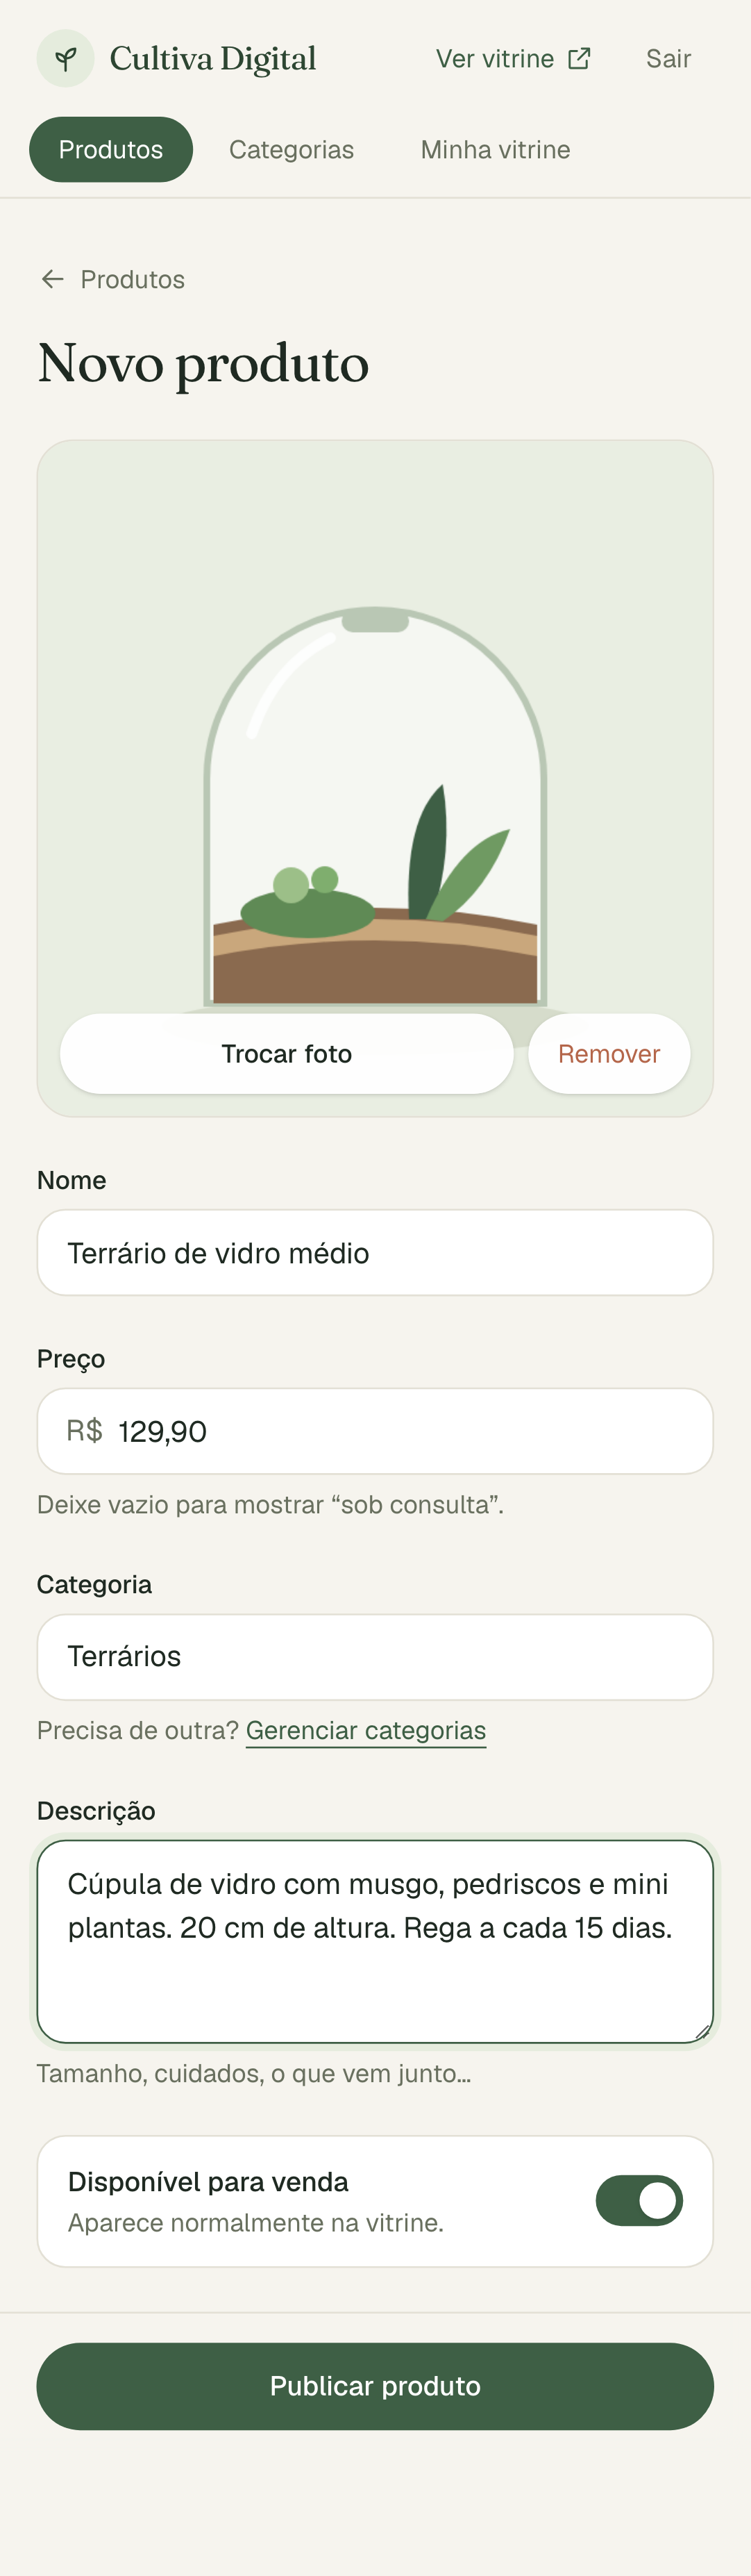 Cultiva Digital
Ver vitrine
Sair
Produtos
Categorias
Minha vitrine
Produtos
Novo produto
Trocar foto
Remover
Nome
Terrário de vidro médio
Preço
R$ 129,90
Deixe vazio para mostrar “sob consulta”.
Categoria
Terrários
Precisa de outra? Gerenciar categorias
Descrição
Cúpula de vidro com musgo, pedriscos e mini
plantas. 20 cm de altura. Rega a cada 15 dias.
Tamanho, cuidados, o que vem junto…
Disponível para venda
Aparece normalmente na vitrine.
Publicar produto